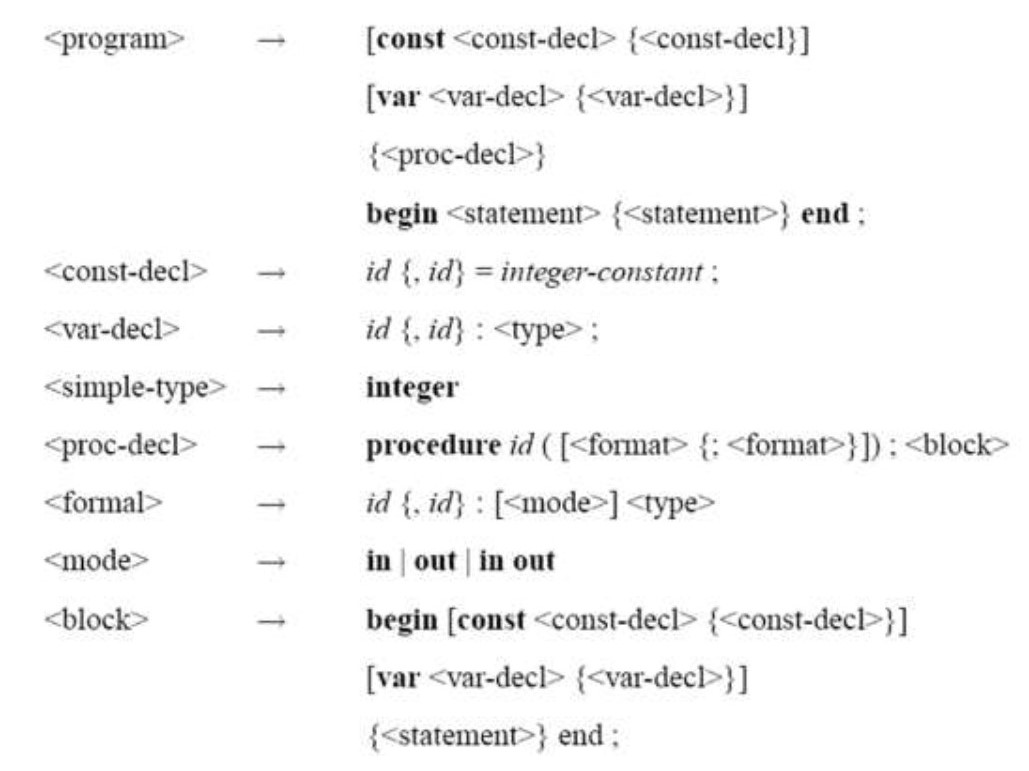 <program> → [const <const-decl> {<const-decl}]
[var <var-decl> {<var-decl>}]
{<proc-decl>}
begin <statement> {<statement>} end ;
<const-decl> → id {, id} = integer-constant ;
<var-decl> → id {, id} : <type> ;
<simple-type> → integer
<proc-decl> → procedure id ( [<format> {; <format>}]) ; <block>
<formal> → id {, id} : [<mode>] <type>
<mode> → in | out | in out
<block> → begin [const <const-decl> {<const-decl>}]
[var <var-decl> {<var-decl>}]
{<statement>} end ;